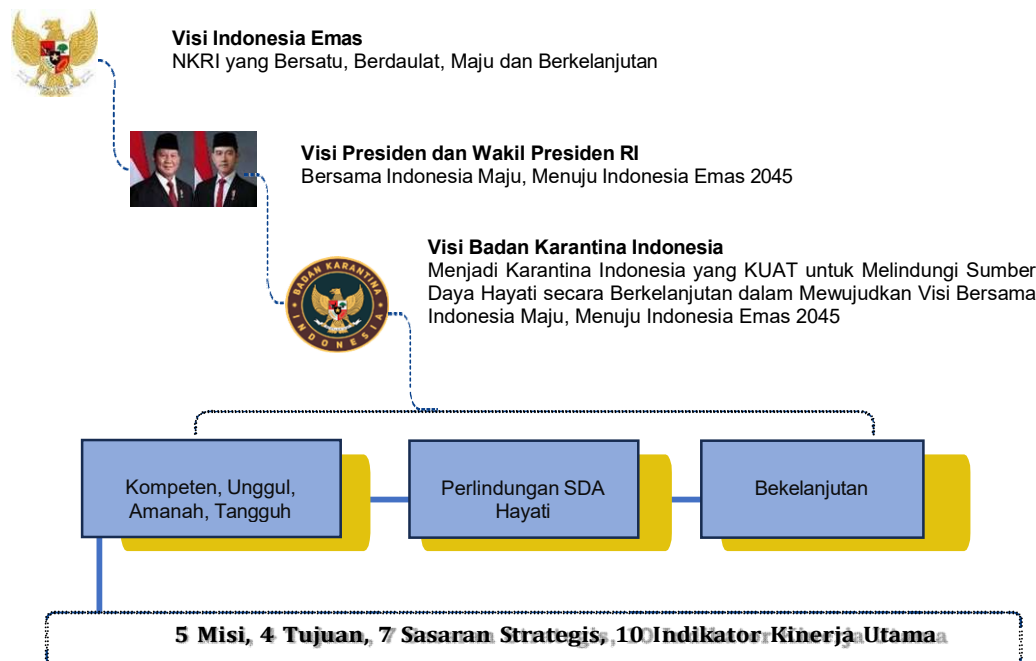 Visi Indonesia Emas
NKRI yang Bersatu, Berdaulat, Maju dan Berkelanjutan
Visi Presiden dan Wakil Presiden RI
Bersama Indonesia Maju, Menuju Indonesia Emas 2045
Visi Badan Karantina Indonesia
Menjadi Karantina Indonesia yang KUAT untuk Melindungi Sumber
Daya Hayati secara Berkelanjutan dalam Mewujudkan Visi Bersama
Indonesia Maju, Menuju Indonesia Emas 2045
BADAN KARANTINA
INDONESIA
Kompeten, Unggul,
Amanah, Tangguh
Perlindungan SDA
Hayati
Bekelanjutan
5 Misi, 4 Tujuan, 7 Sasaran Strategis, 10 Indikator Kinerja Utama